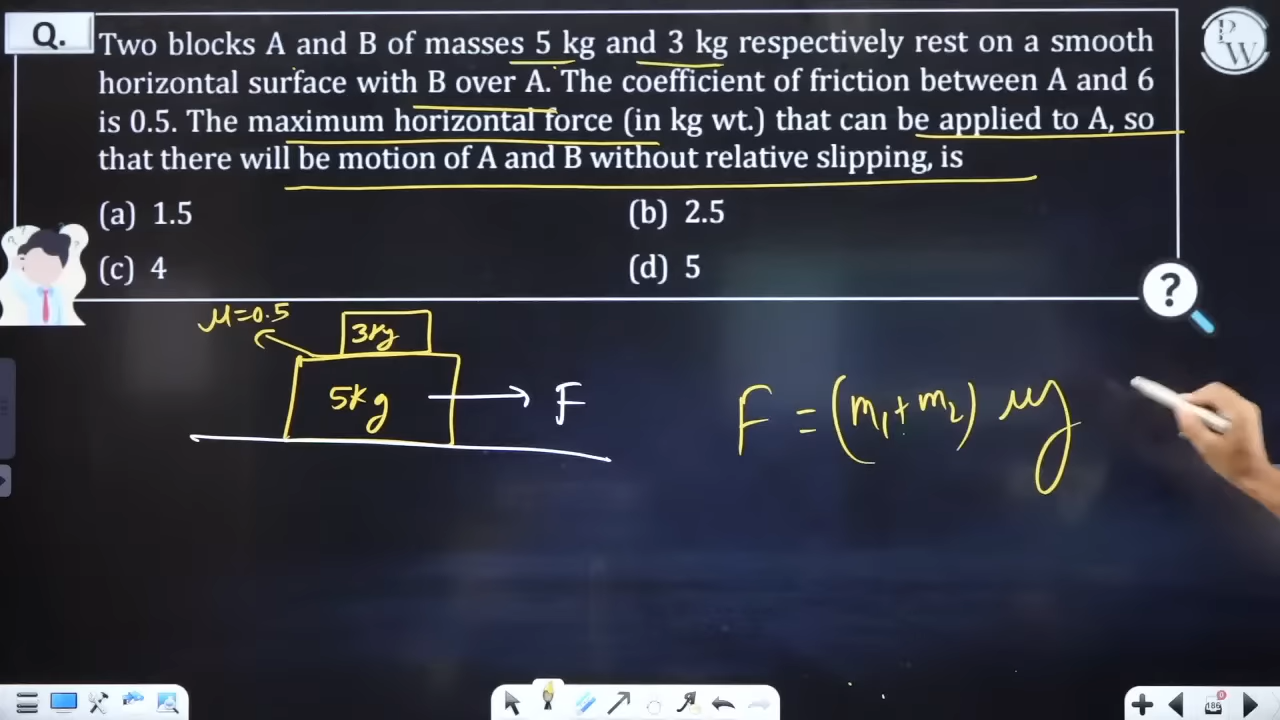 Q.
Two blocks A and B of masses 5 kg and 3 kg respectively rest on a smooth
horizontal surface with B over A. The coefficient of friction between A and 6
is 0.5. The maximum horizontal force (in kg wt.) that can be applied to A, so
that there will be motion of A and B without relative slipping, is
(a) 1.5
(b) 2.5
(c) 4
(d) 5
PW
?
μ=0.5
3kg
5kg
F
F = (m₁+m₂) μg
186